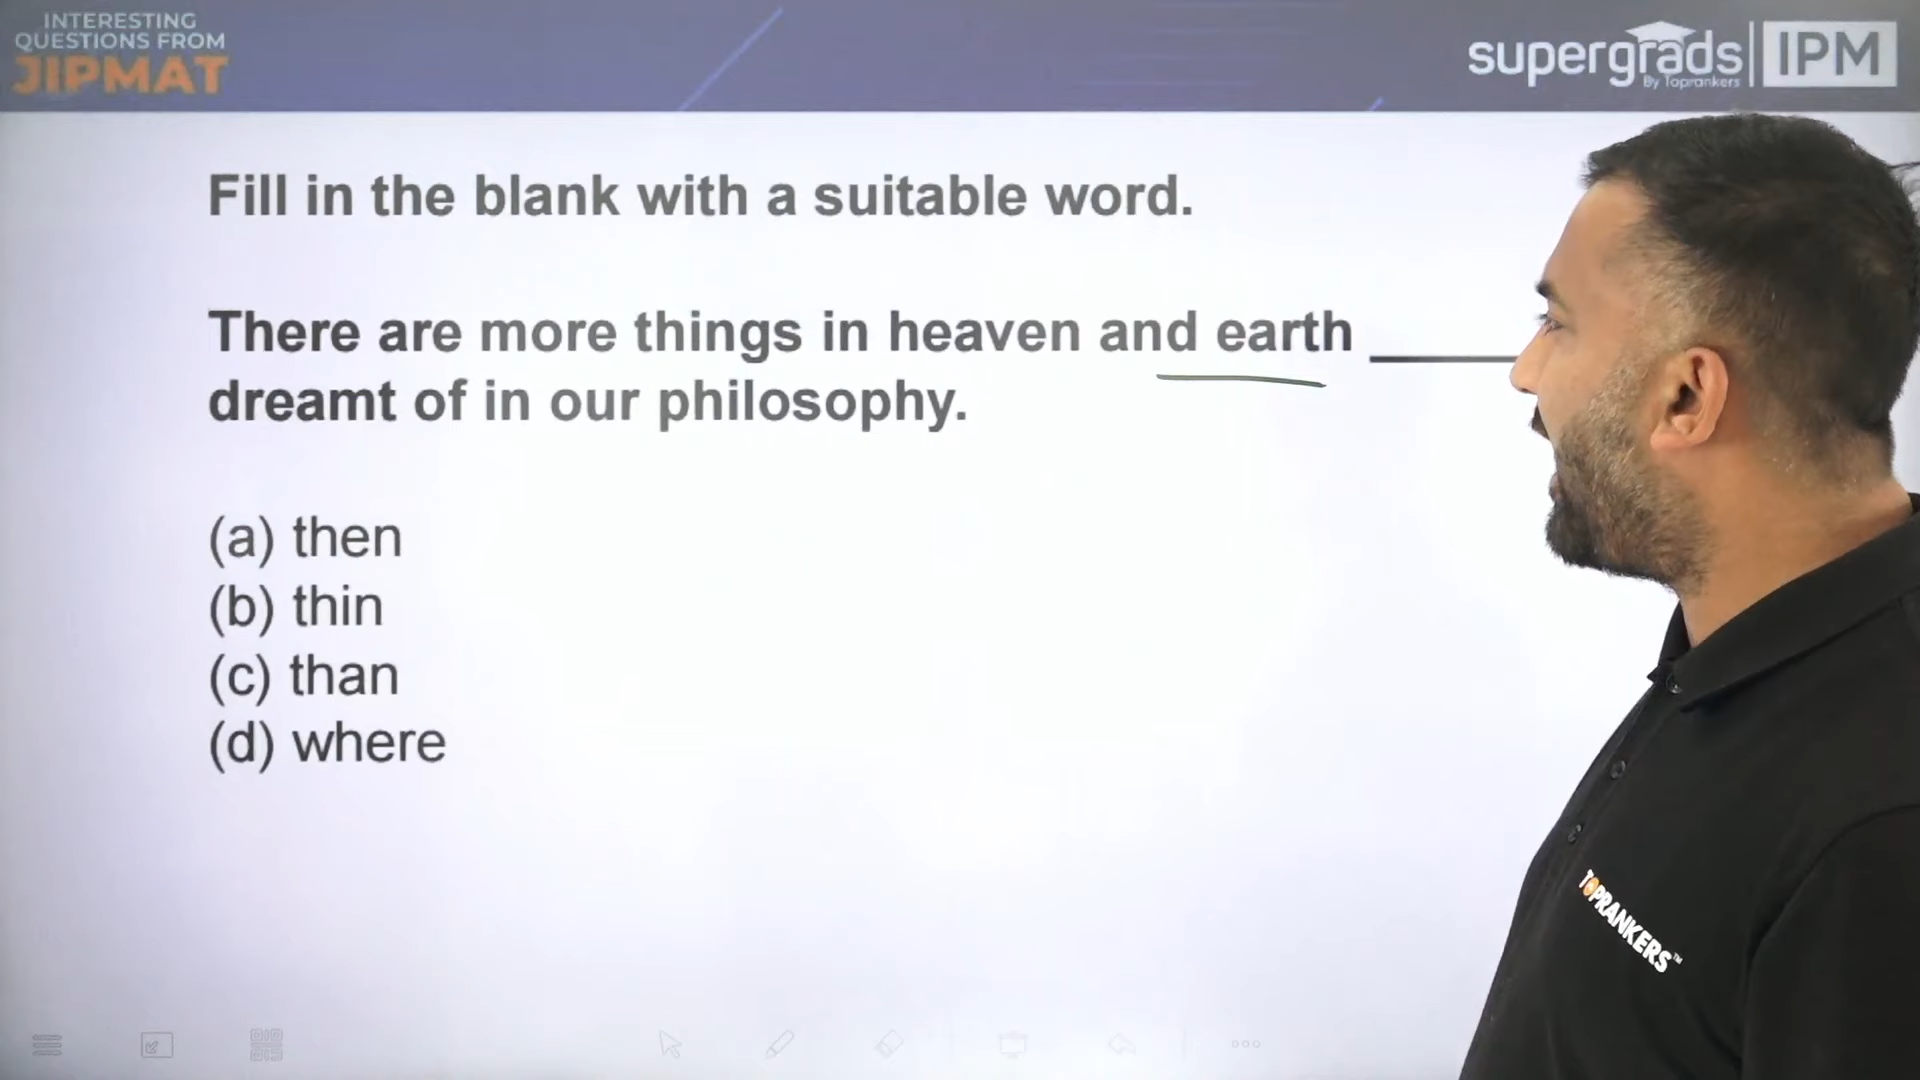 INTERESTING
QUESTIONS FROM
JIPMAT
supergrads
By Toprankers
IPM
Fill in the blank with a suitable word.
There are more things in heaven and earth ______
dreamt of in our philosophy.
(a) then
(b) thin
(c) than
(d) where
TOPRANKERS™